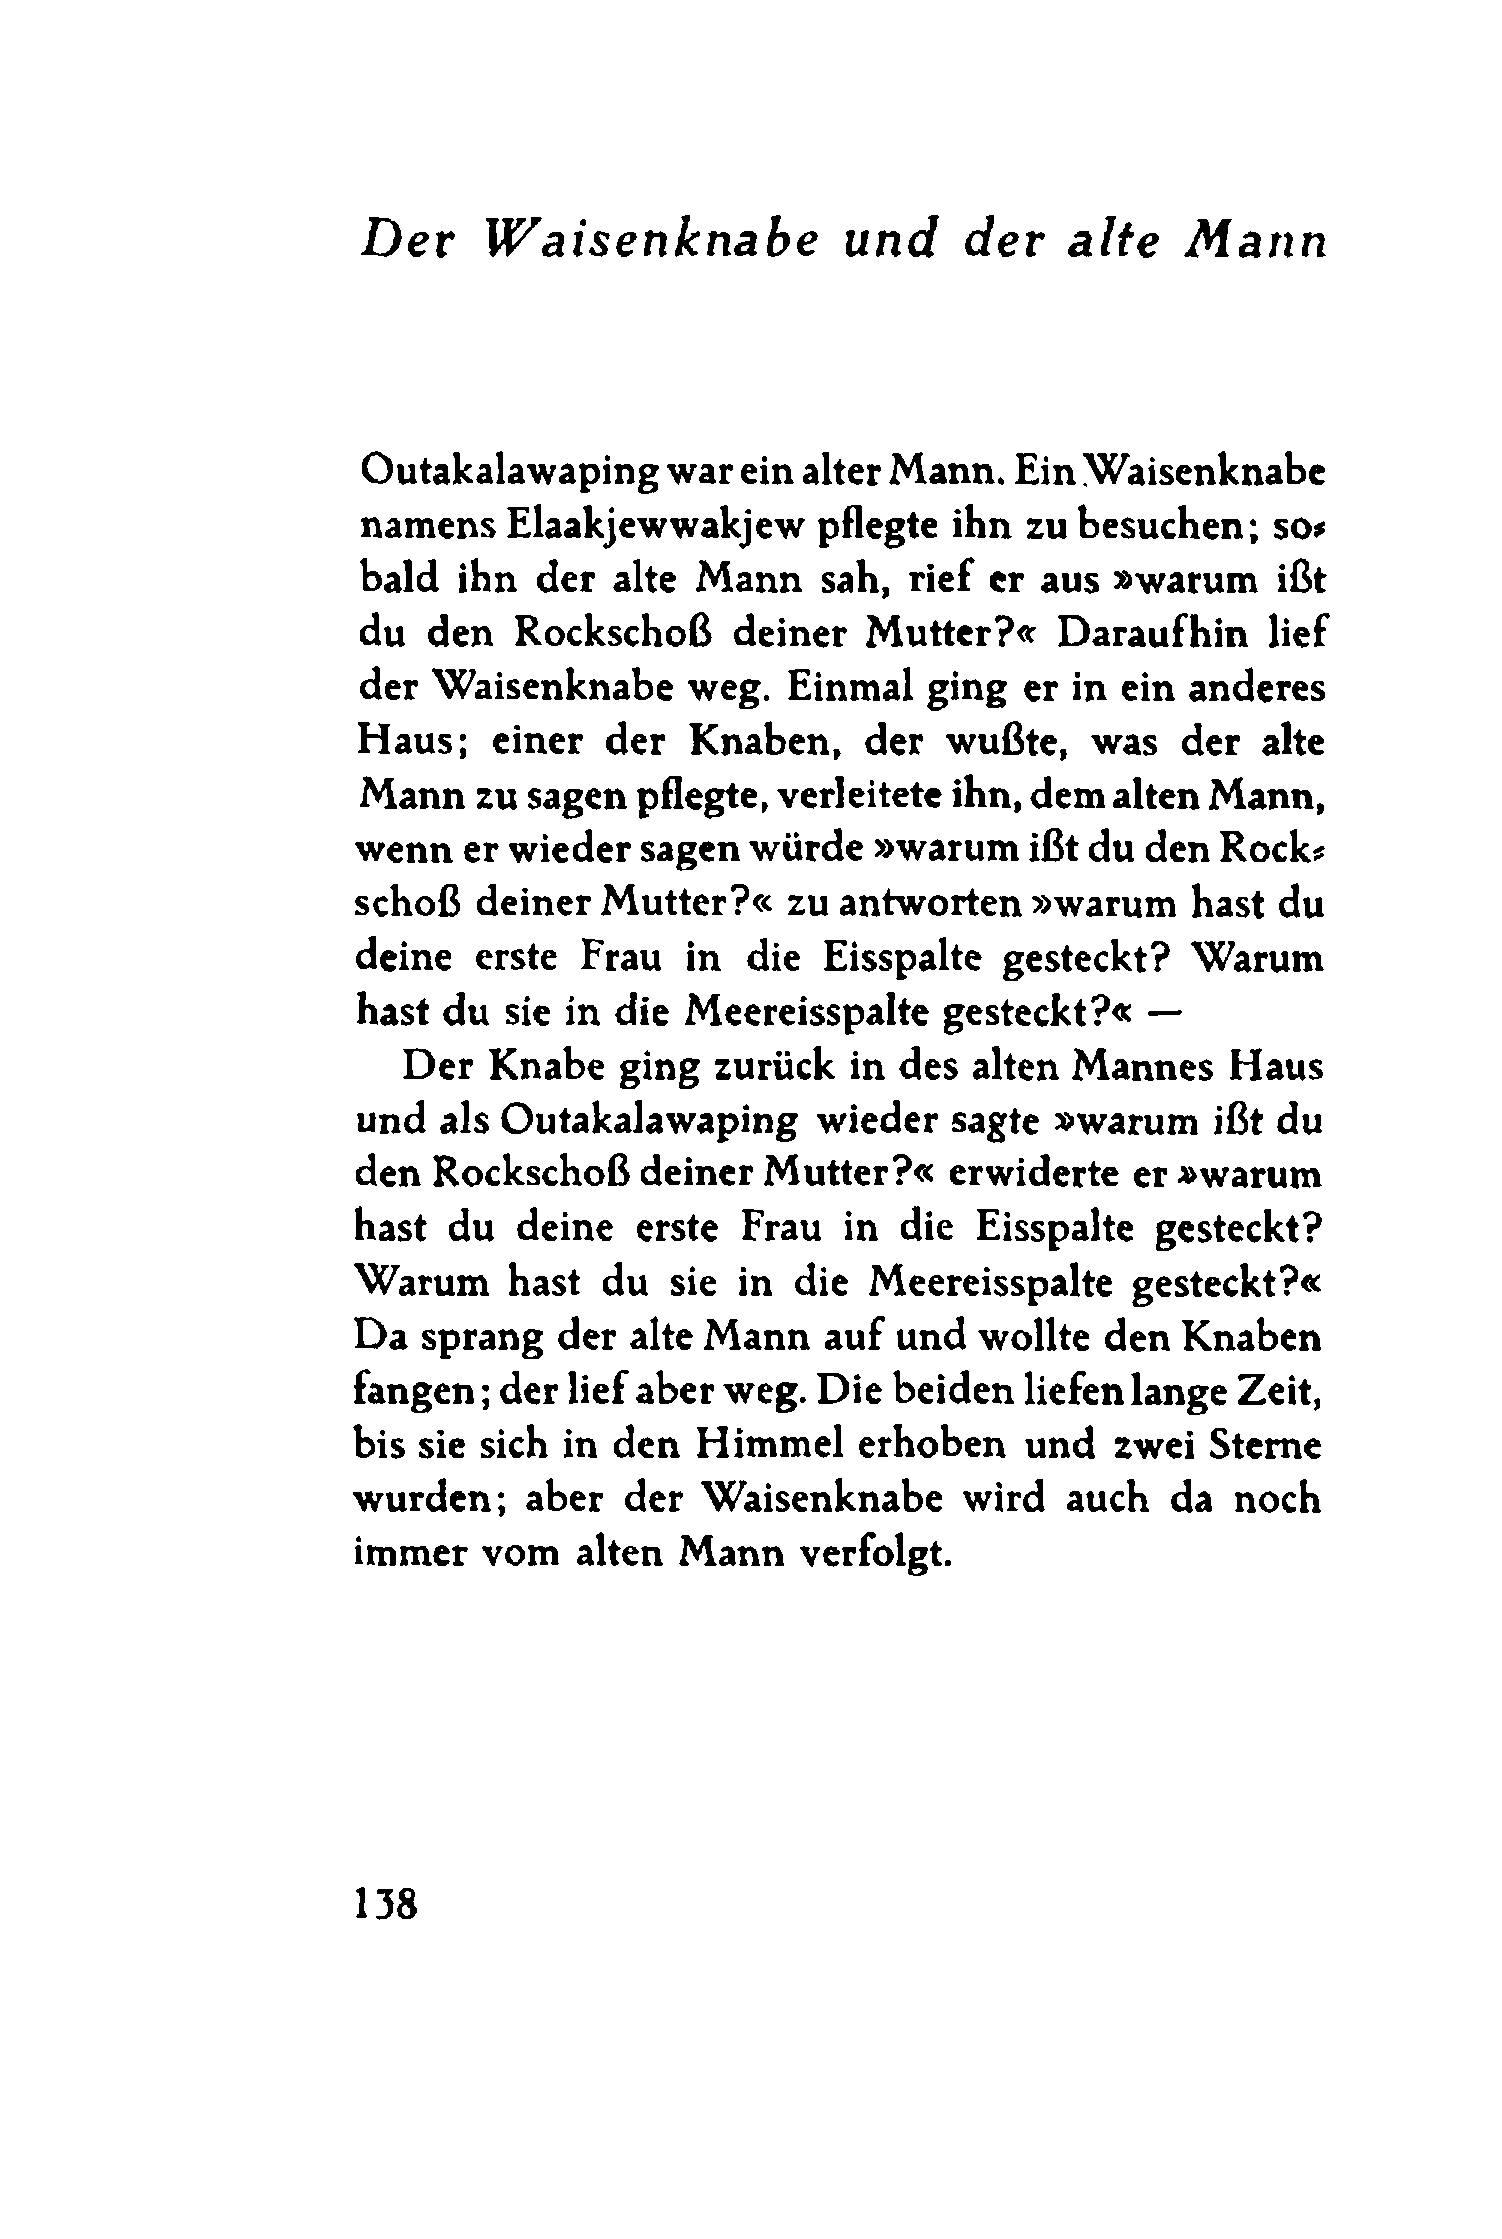 Der Waisenknabe und der alte Mann
Outakalawaping war ein alter Mann. Ein Waisenknabe
namens Elaakjewwakjew pflegte ihn zu besuchen; so-
bald ihn der alte Mann sah, rief er aus »warum ißt
du den Rockschoß deiner Mutter?« Daraufhin lief
der Waisenknabe weg. Einmal ging er in ein anderes
Haus; einer der Knaben, der wußte, was der alte
Mann zu sagen pflegte, verleitete ihn, dem alten Mann,
wenn er wieder sagen würde »warum ißt du den Rock-
schoß deiner Mutter?« zu antworten »warum hast du
deine erste Frau in die Eisspalte gesteckt? Warum
hast du sie in die Meereisspalte gesteckt?« —
Der Knabe ging zurück in des alten Mannes Haus
und als Outakalawaping wieder sagte »warum ißt du
den Rockschoß deiner Mutter?« erwiderte er »warum
hast du deine erste Frau in die Eisspalte gesteckt?
Warum hast du sie in die Meereisspalte gesteckt?«
Da sprang der alte Mann auf und wollte den Knaben
fangen; der lief aber weg. Die beiden liefen lange Zeit,
bis sie sich in den Himmel erhoben und zwei Sterne
wurden; aber der Waisenknabe wird auch da noch
immer vom alten Mann verfolgt.
138